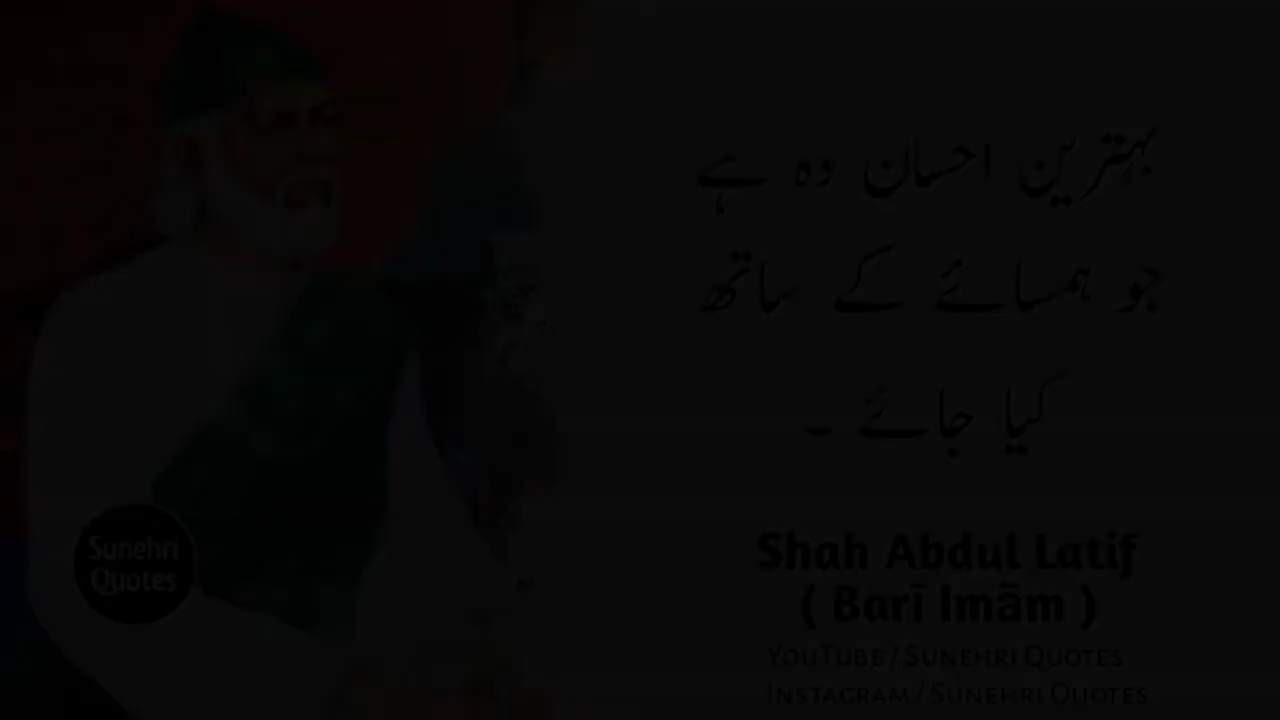 بہترین احسان وہ ہے
جو ہمسائے کے ساتھ
کیا جائے ۔
Shah Abdul Latif
( Barī Imām )
YouTube / Sunehri Quotes
Instagram / Sunehri Quotes
Sunehri
Quotes